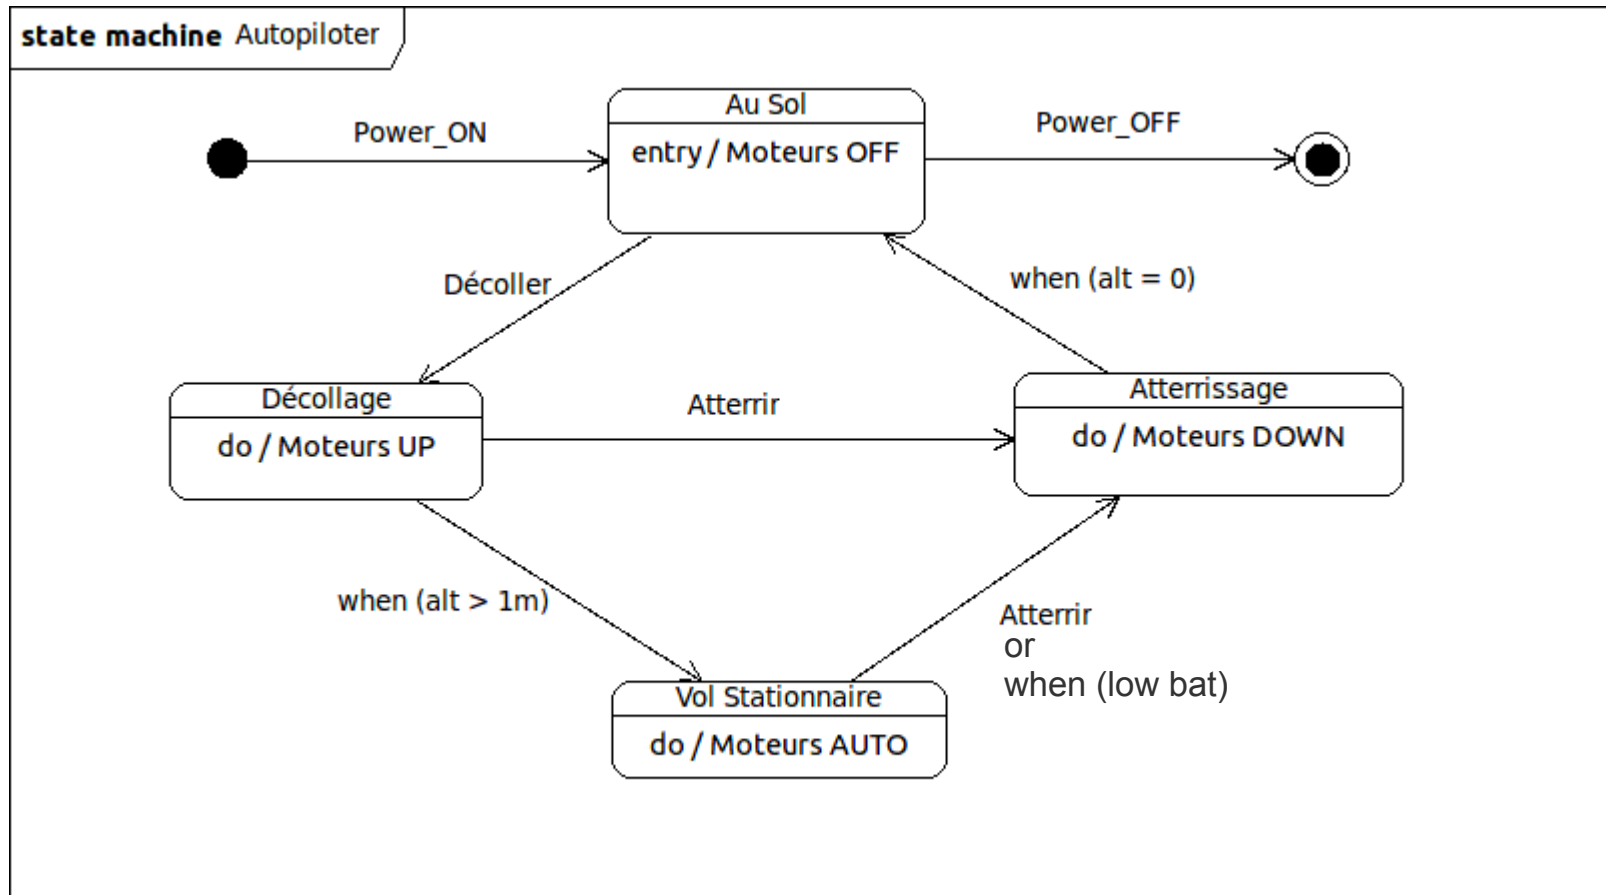 state machine Autopiloter
Au Sol
Power_ON
entry / Moteurs OFF
Power_OFF
Décoller
when (alt = 0)
Décollage
do / Moteurs UP
Atterrir
Atterrissage
do / Moteurs DOWN
when (alt > 1m)
Atterrir
or
when (low bat)
Vol Stationnaire
do / Moteurs AUTO